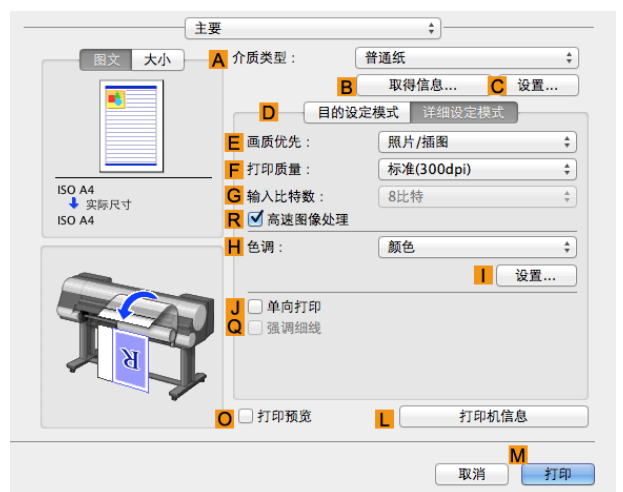 主要
图文 大小
A 介质类型： 普通纸
B 取得信息... C 设置...
D 目的设定模式 详细设定模式
E 画质优先： 照片/插图
F 打印质量： 标准(300dpi)
G 输入比特数： 8比特
R 高速图像处理
H 色调： 颜色
I 设置...
J 单向打印
Q 强调细线
ISO A4
实际尺寸
ISO A4
R
O 打印预览
L 打印机信息
取消 M 打印